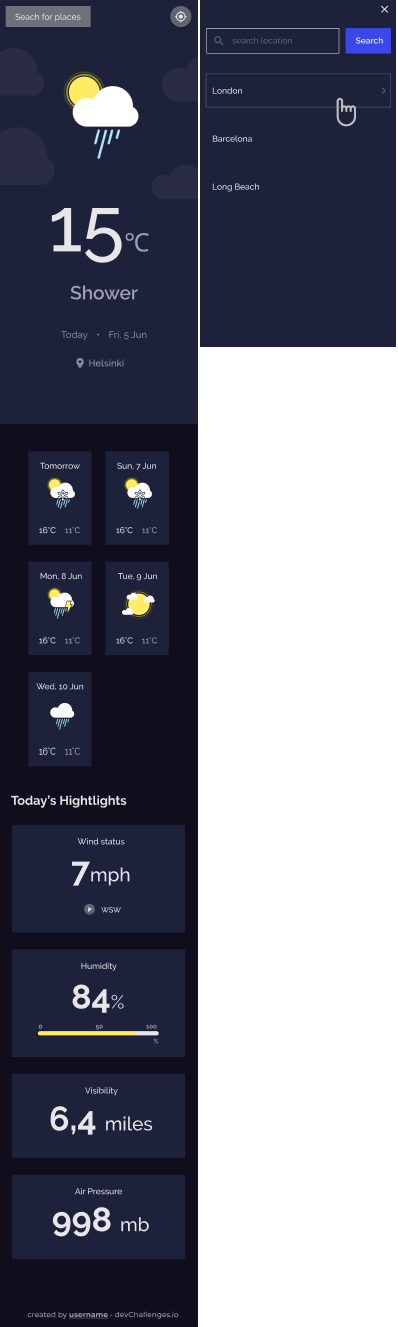 Seach for places
15°C
Shower
Today • Fri, 5 Jun
Helsinki
Tomorrow
16°C 11°C
Sun, 7 Jun
16°C 11°C
Mon, 8 Jun
16°C 11°C
Tue, 9 Jun
16°C 11°C
Wed, 10 Jun
16°C 11°C
Today's Hightlights
Wind status
7mph
WSW
Humidity
84%
0 50 100
%
Visibility
6,4 miles
Air Pressure
998 mb
created by username - devChallenges.io
search location
Search
London
Barcelona
Long Beach